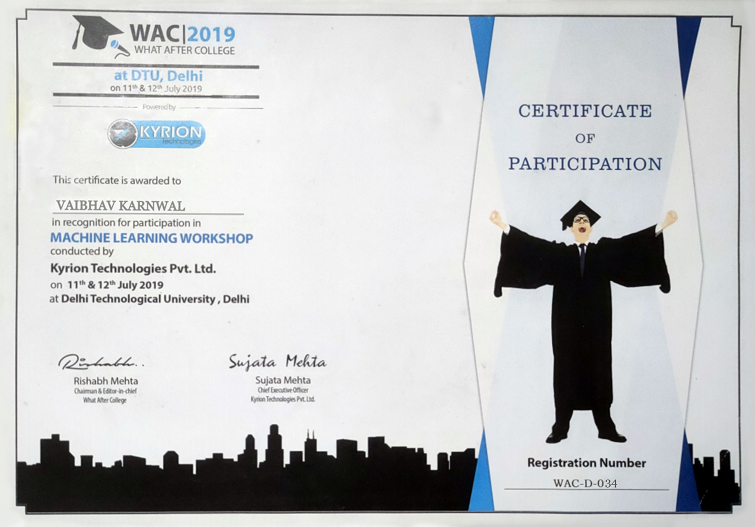 WAC|2019
WHAT AFTER COLLEGE
at DTU, Delhi
on 11th & 12th July 2019
Powered by
KYRION
technologies
This certificate is awarded to
VAIBHAV KARNWAL
in recognition for participation in
MACHINE LEARNING WORKSHOP
conducted by
Kyrion Technologies Pvt. Ltd.
on 11th & 12th July 2019
at Delhi Technological University , Delhi
Rishabh..
Rishabh Mehta
Chairman & Editor-in-chief
What After College
Sujata Mehta
Sujata Mehta
Chief Executive Officer
Kyrion Technologies Pvt. Ltd.
CERTIFICATE
OF
PARTICIPATION
Registration Number
WAC-D-034